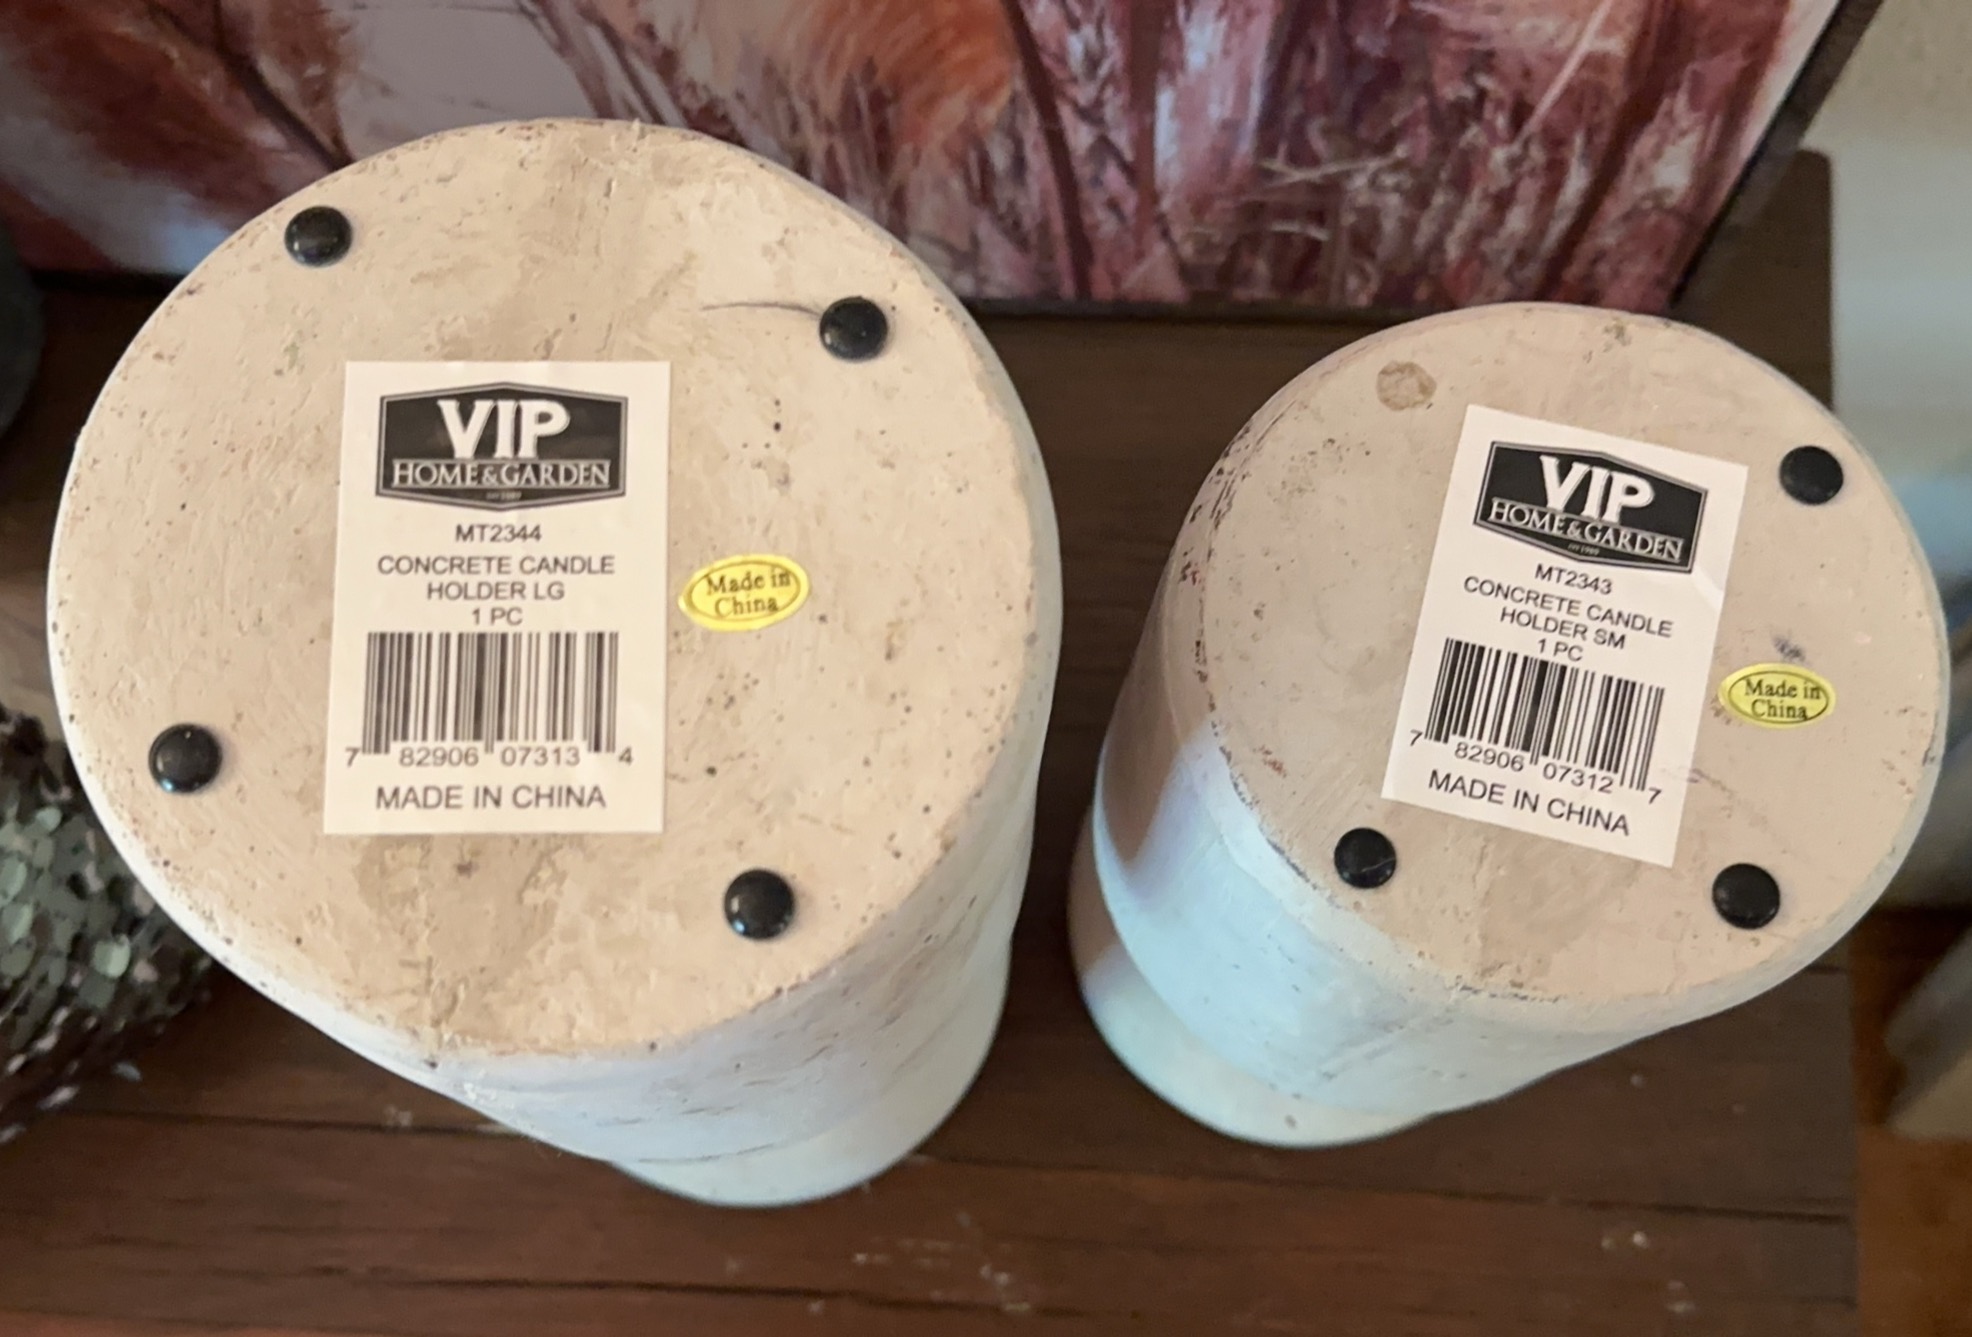 VIP
HOME & GARDEN
MT2344
CONCRETE CANDLE
HOLDER LG
1 PC
7 82906 07313 4
MADE IN CHINA
Made in
China
VIP
HOME & GARDEN
MT2343
CONCRETE CANDLE
HOLDER SM
1 PC
7 82906 07312 7
MADE IN CHINA
Made in
China